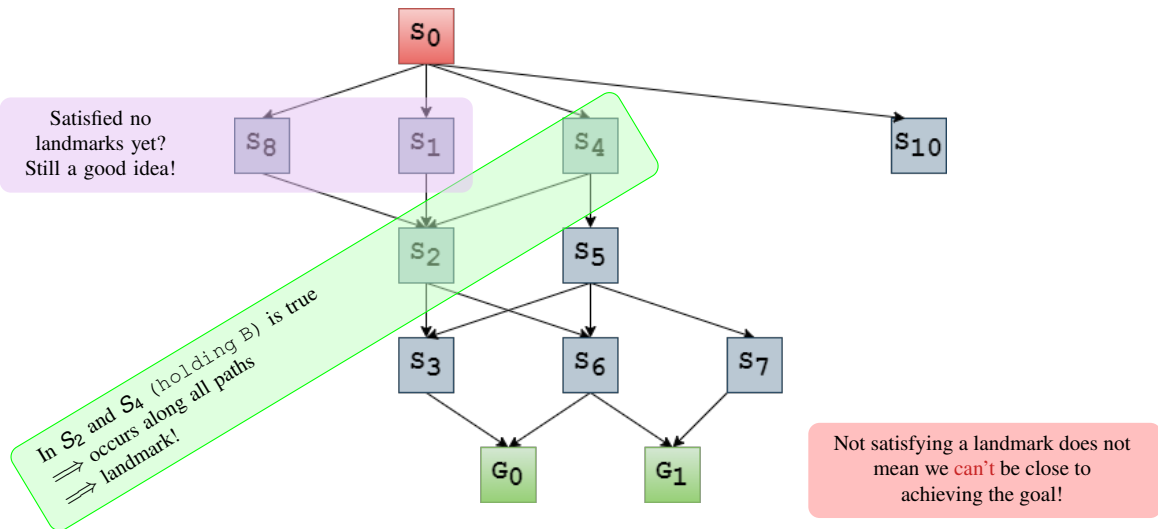 S0
Satisfied no
landmarks yet?
Still a good idea!
S8
S1
S4
S10
S2
S5
In S2 and S4 (holding B) is true
⟹ occurs along all paths
⟹ landmark!
S3
S6
S7
G0
G1
Not satisfying a landmark does not
mean we can't be close to
achieving the goal!